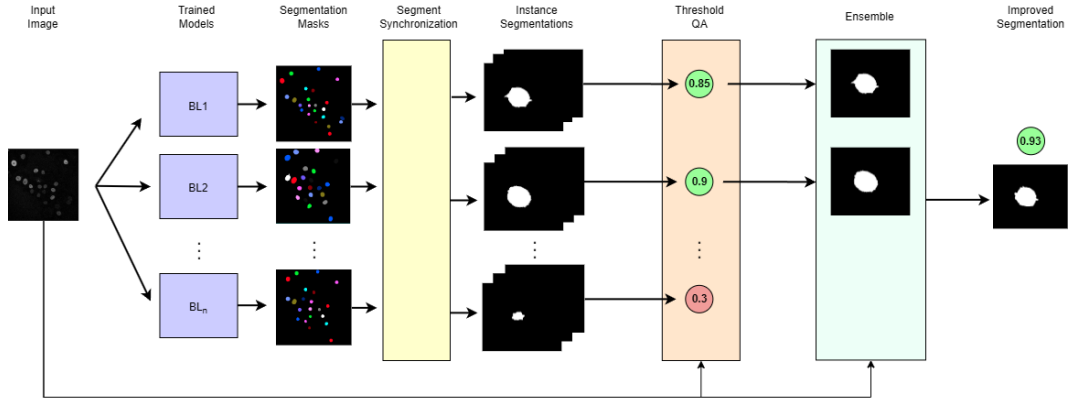 Input
Image
Trained
Models
Segmentation
Masks
Segment
Synchronization
Instance
Segmentations
Threshold
QA
Ensemble
Improved
Segmentation
BL1
0.85
BL2
0.9
0.93
BLn
0.3